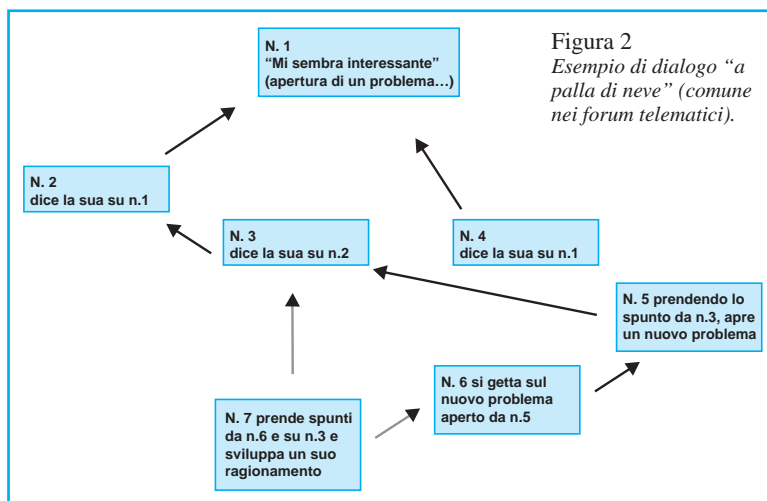 N. 1
“Mi sembra interessante”
(apertura di un problema…)
Figura 2
Esempio di dialogo “a
palla di neve” (comune
nei forum telematici).
N. 2
dice la sua su n.1
N. 3
dice la sua su n.2
N. 4
dice la sua su n.1
N. 5 prendendo lo
spunto da n.3, apre
un nuovo problema
N. 6 si getta sul
nuovo problema
aperto da n.5
N. 7 prende spunti
da n.6 e su n.3 e
sviluppa un suo
ragionamento